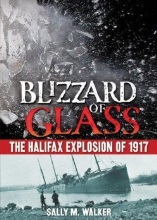 BLIZZARD
OF
GLASS
THE HALIFAX EXPLOSION OF 1917
SALLY M. WALKER